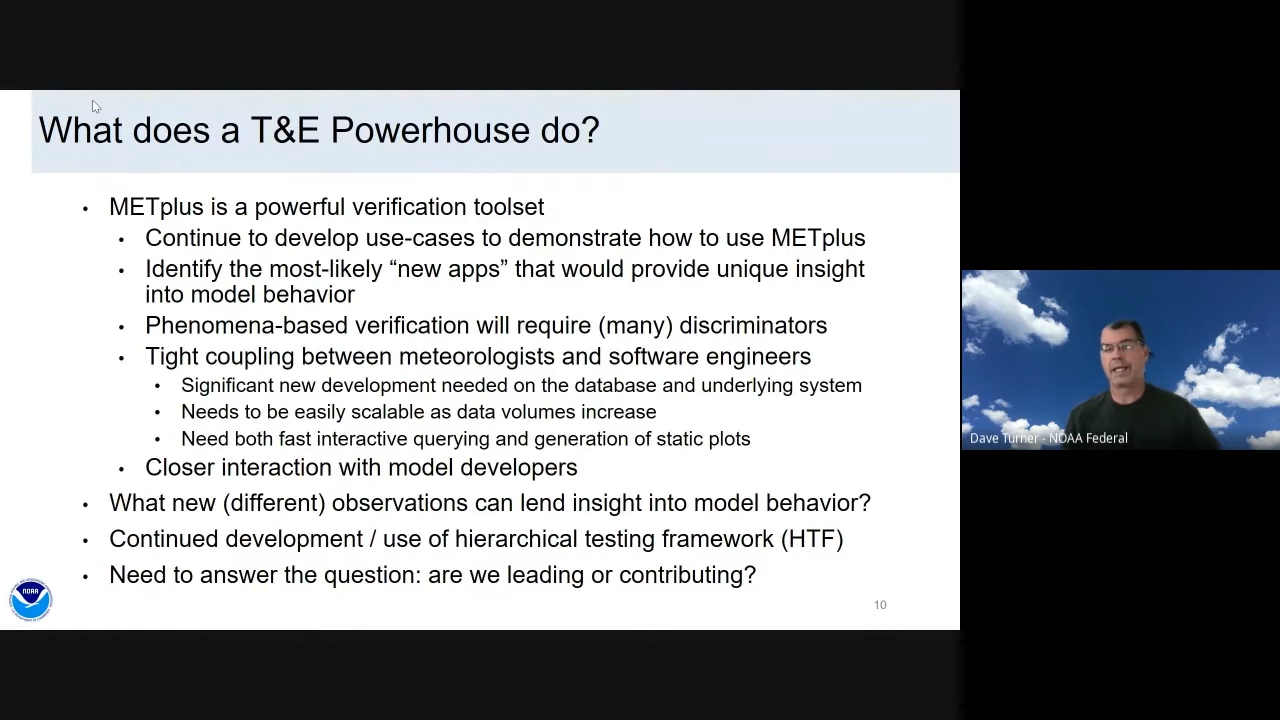 What does a T&E Powerhouse do?
• METplus is a powerful verification toolset
• Continue to develop use-cases to demonstrate how to use METplus
• Identify the most-likely “new apps” that would provide unique insight
into model behavior
• Phenomena-based verification will require (many) discriminators
• Tight coupling between meteorologists and software engineers
• Significant new development needed on the database and underlying system
• Needs to be easily scalable as data volumes increase
• Need both fast interactive querying and generation of static plots
• Closer interaction with model developers
• What new (different) observations can lend insight into model behavior?
• Continued development / use of hierarchical testing framework (HTF)
• Need to answer the question: are we leading or contributing?
NOAA
10
Dave Turner - NOAA Federal